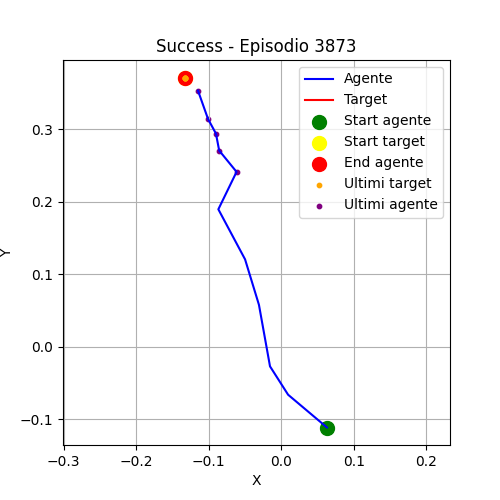 Success - Episodio 3873
Agente
Target
Start agente
Start target
End agente
Ultimi target
Ultimi agente
0.3
0.2
0.1
0.0
−0.1
Y
−0.3 −0.2 −0.1 0.0 0.1 0.2
X